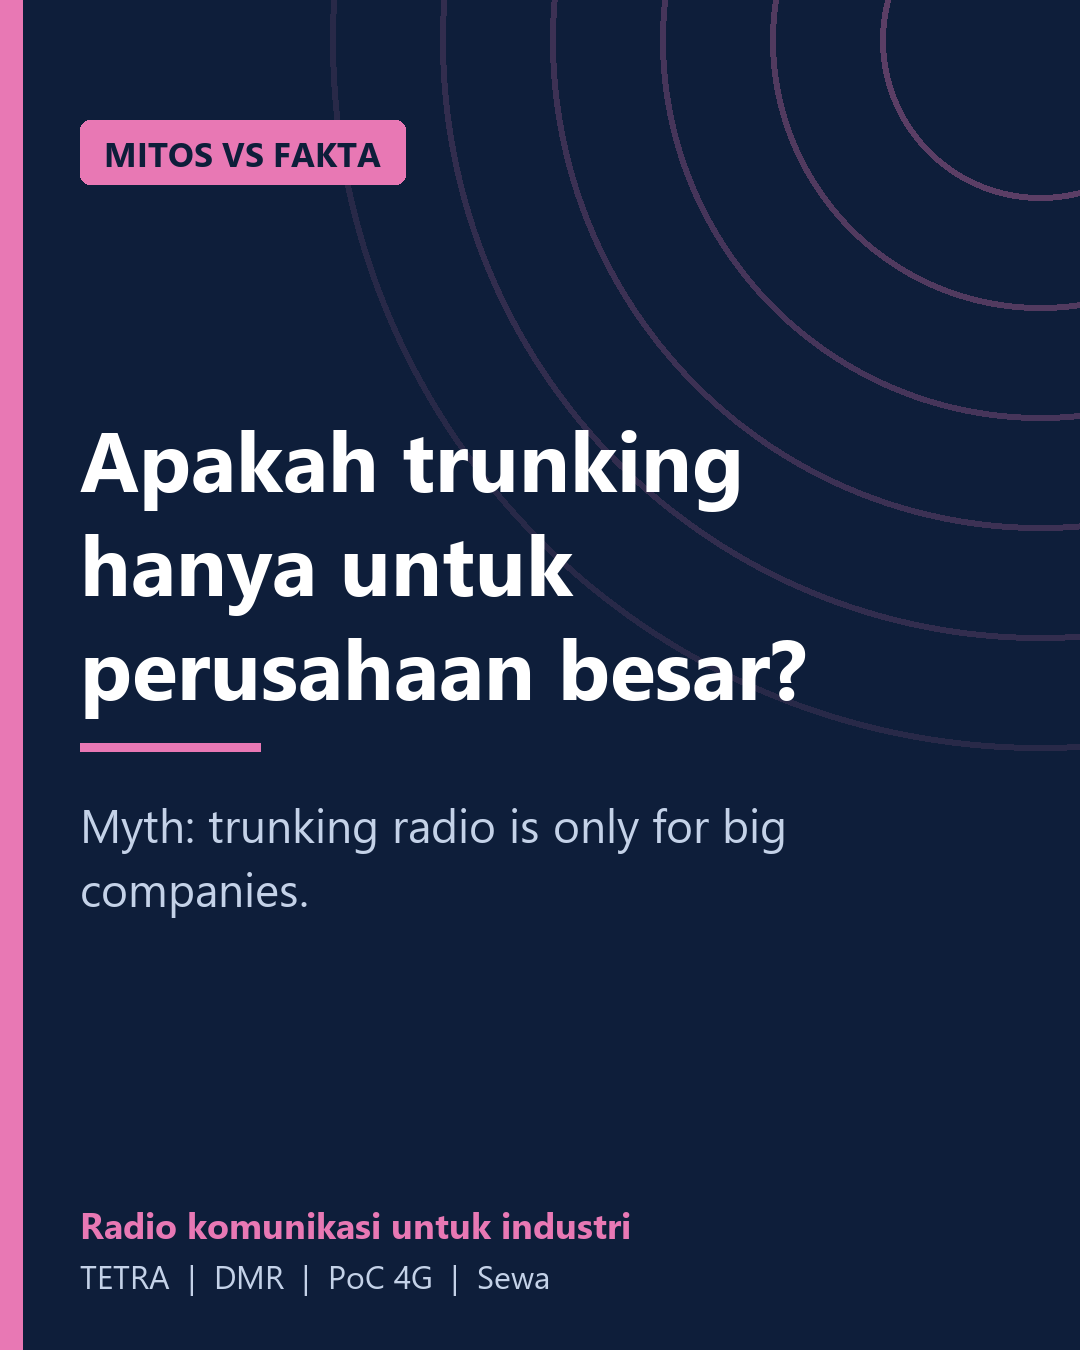 MITOS VS FAKTA
Apakah trunking
hanya untuk
perusahaan besar?
Myth: trunking radio is only for big
companies.
Radio komunikasi untuk industri
TETRA | DMR | PoC 4G | Sewa